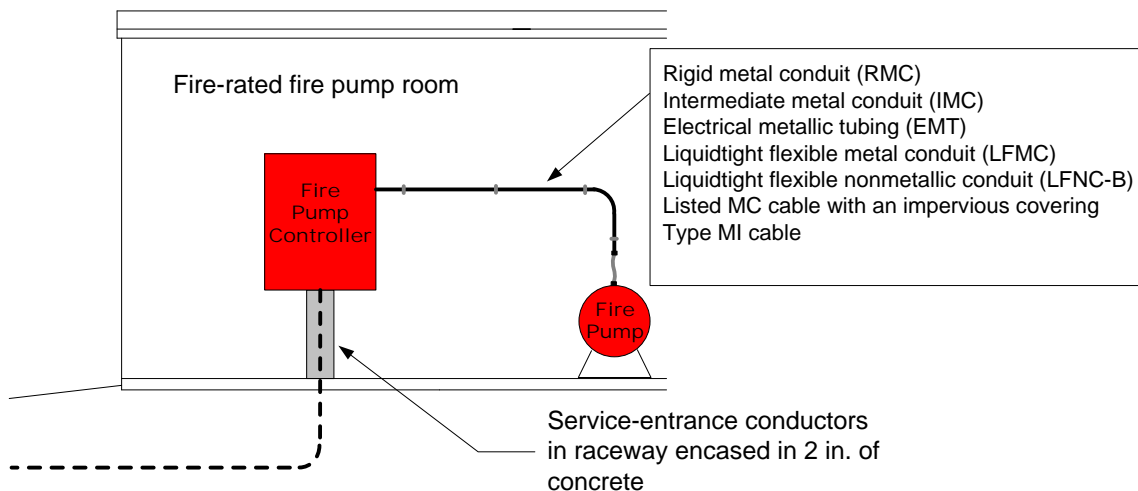 Fire-rated fire pump room
Rigid metal conduit (RMC)
Intermediate metal conduit (IMC)
Electrical metallic tubing (EMT)
Liquidtight flexible metal conduit (LFMC)
Liquidtight flexible nonmetallic conduit (LFNC-B)
Listed MC cable with an impervious covering
Type MI cable
Fire
Pump
Controller
Fire
Pump
Service-entrance conductors
in raceway encased in 2 in. of
concrete